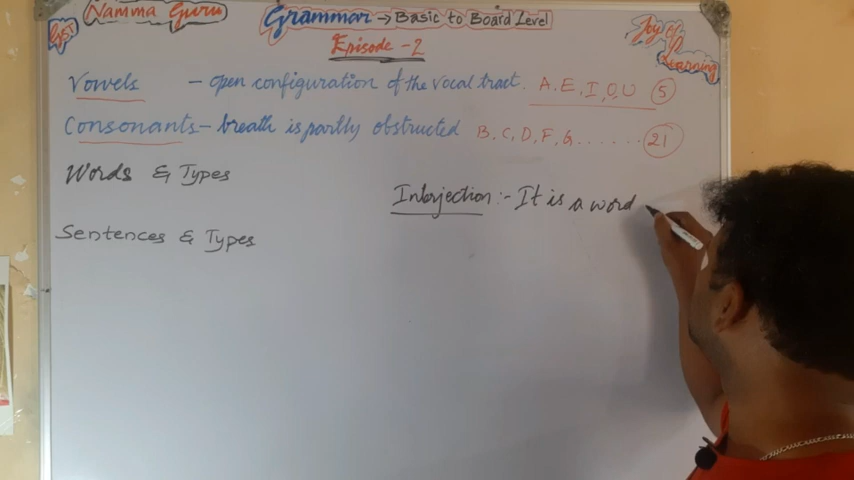 Namma Guru
Grammar → Basic to Board Level
Episode - 2
Joy of
Learning
Vowels - open configuration of the vocal tract. A, E, I, O, U 5
Consonants - breath is partly obstructed B, C, D, F, G....... 21
Words & Types
Interjection :- It is a word
Sentences & Types